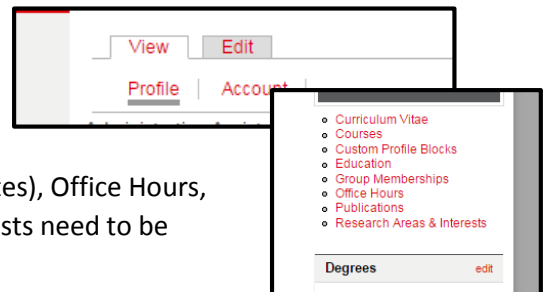 View Edit
Profile Account
Curriculum Vitae
Courses
Custom Profile Blocks
Education
Group Memberships
Office Hours
Publications
Research Areas & Interests
Degrees edit
Office Hours,
sts need to be